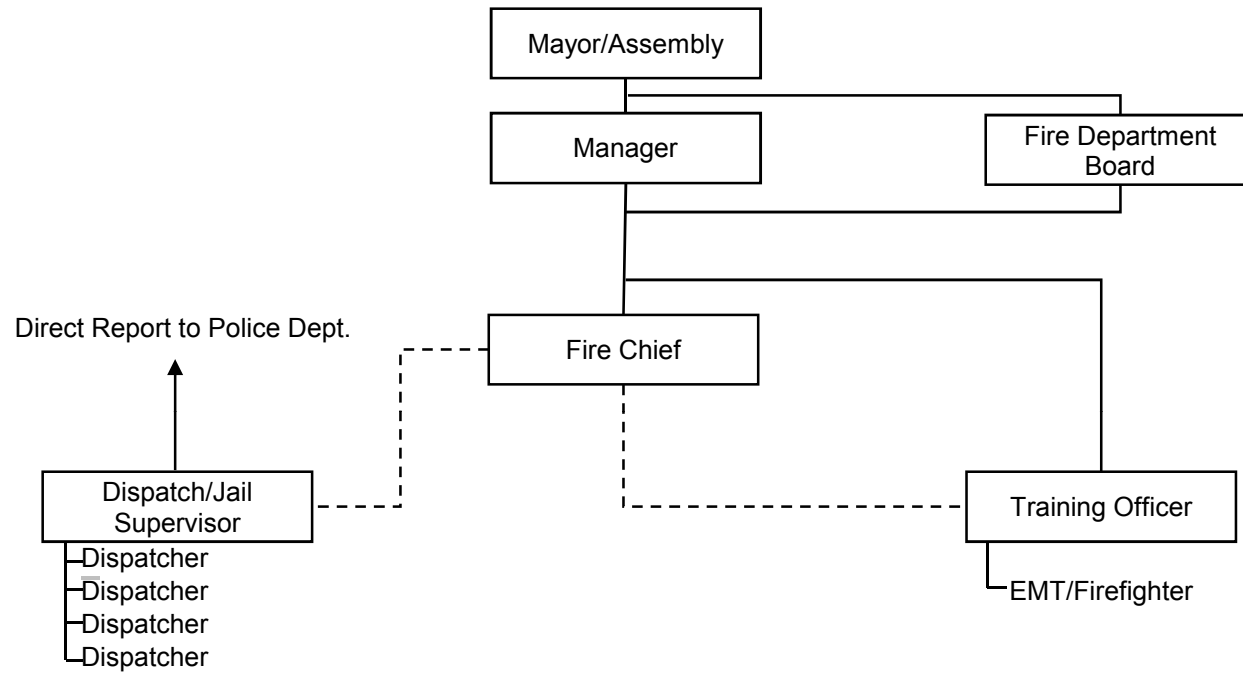 Mayor/Assembly
Manager
Fire Department
Board
Direct Report to Police Dept.
Fire Chief
Dispatch/Jail
Supervisor
Training Officer
Dispatcher
Dispatcher
Dispatcher
Dispatcher
EMT/Firefighter